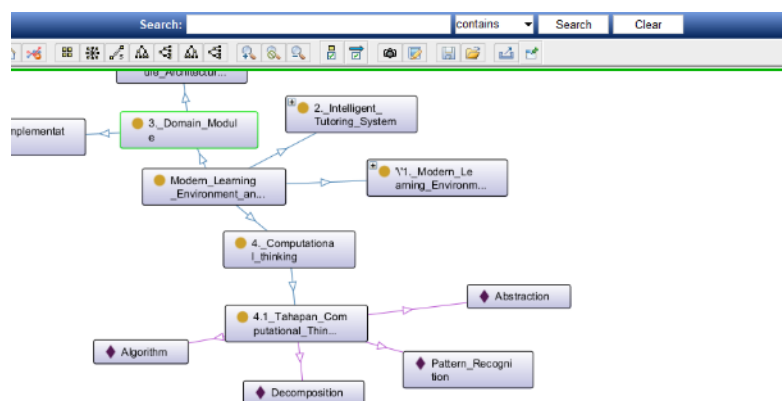 Search:
contains
Search
Clear
ure_Architectur...
3._Domain_Modul
e
2._Intelligent_
Tutoring_System
mplementat
Modern_Learning
_Environment_an...
\'1._Modern_Le
arning_Environm...
4._Computationa
l_thinking
4.1_Tahapan_Com
putational_Thin...
Abstraction
Algorithm
Pattern_Recogni
tion
Decomposition